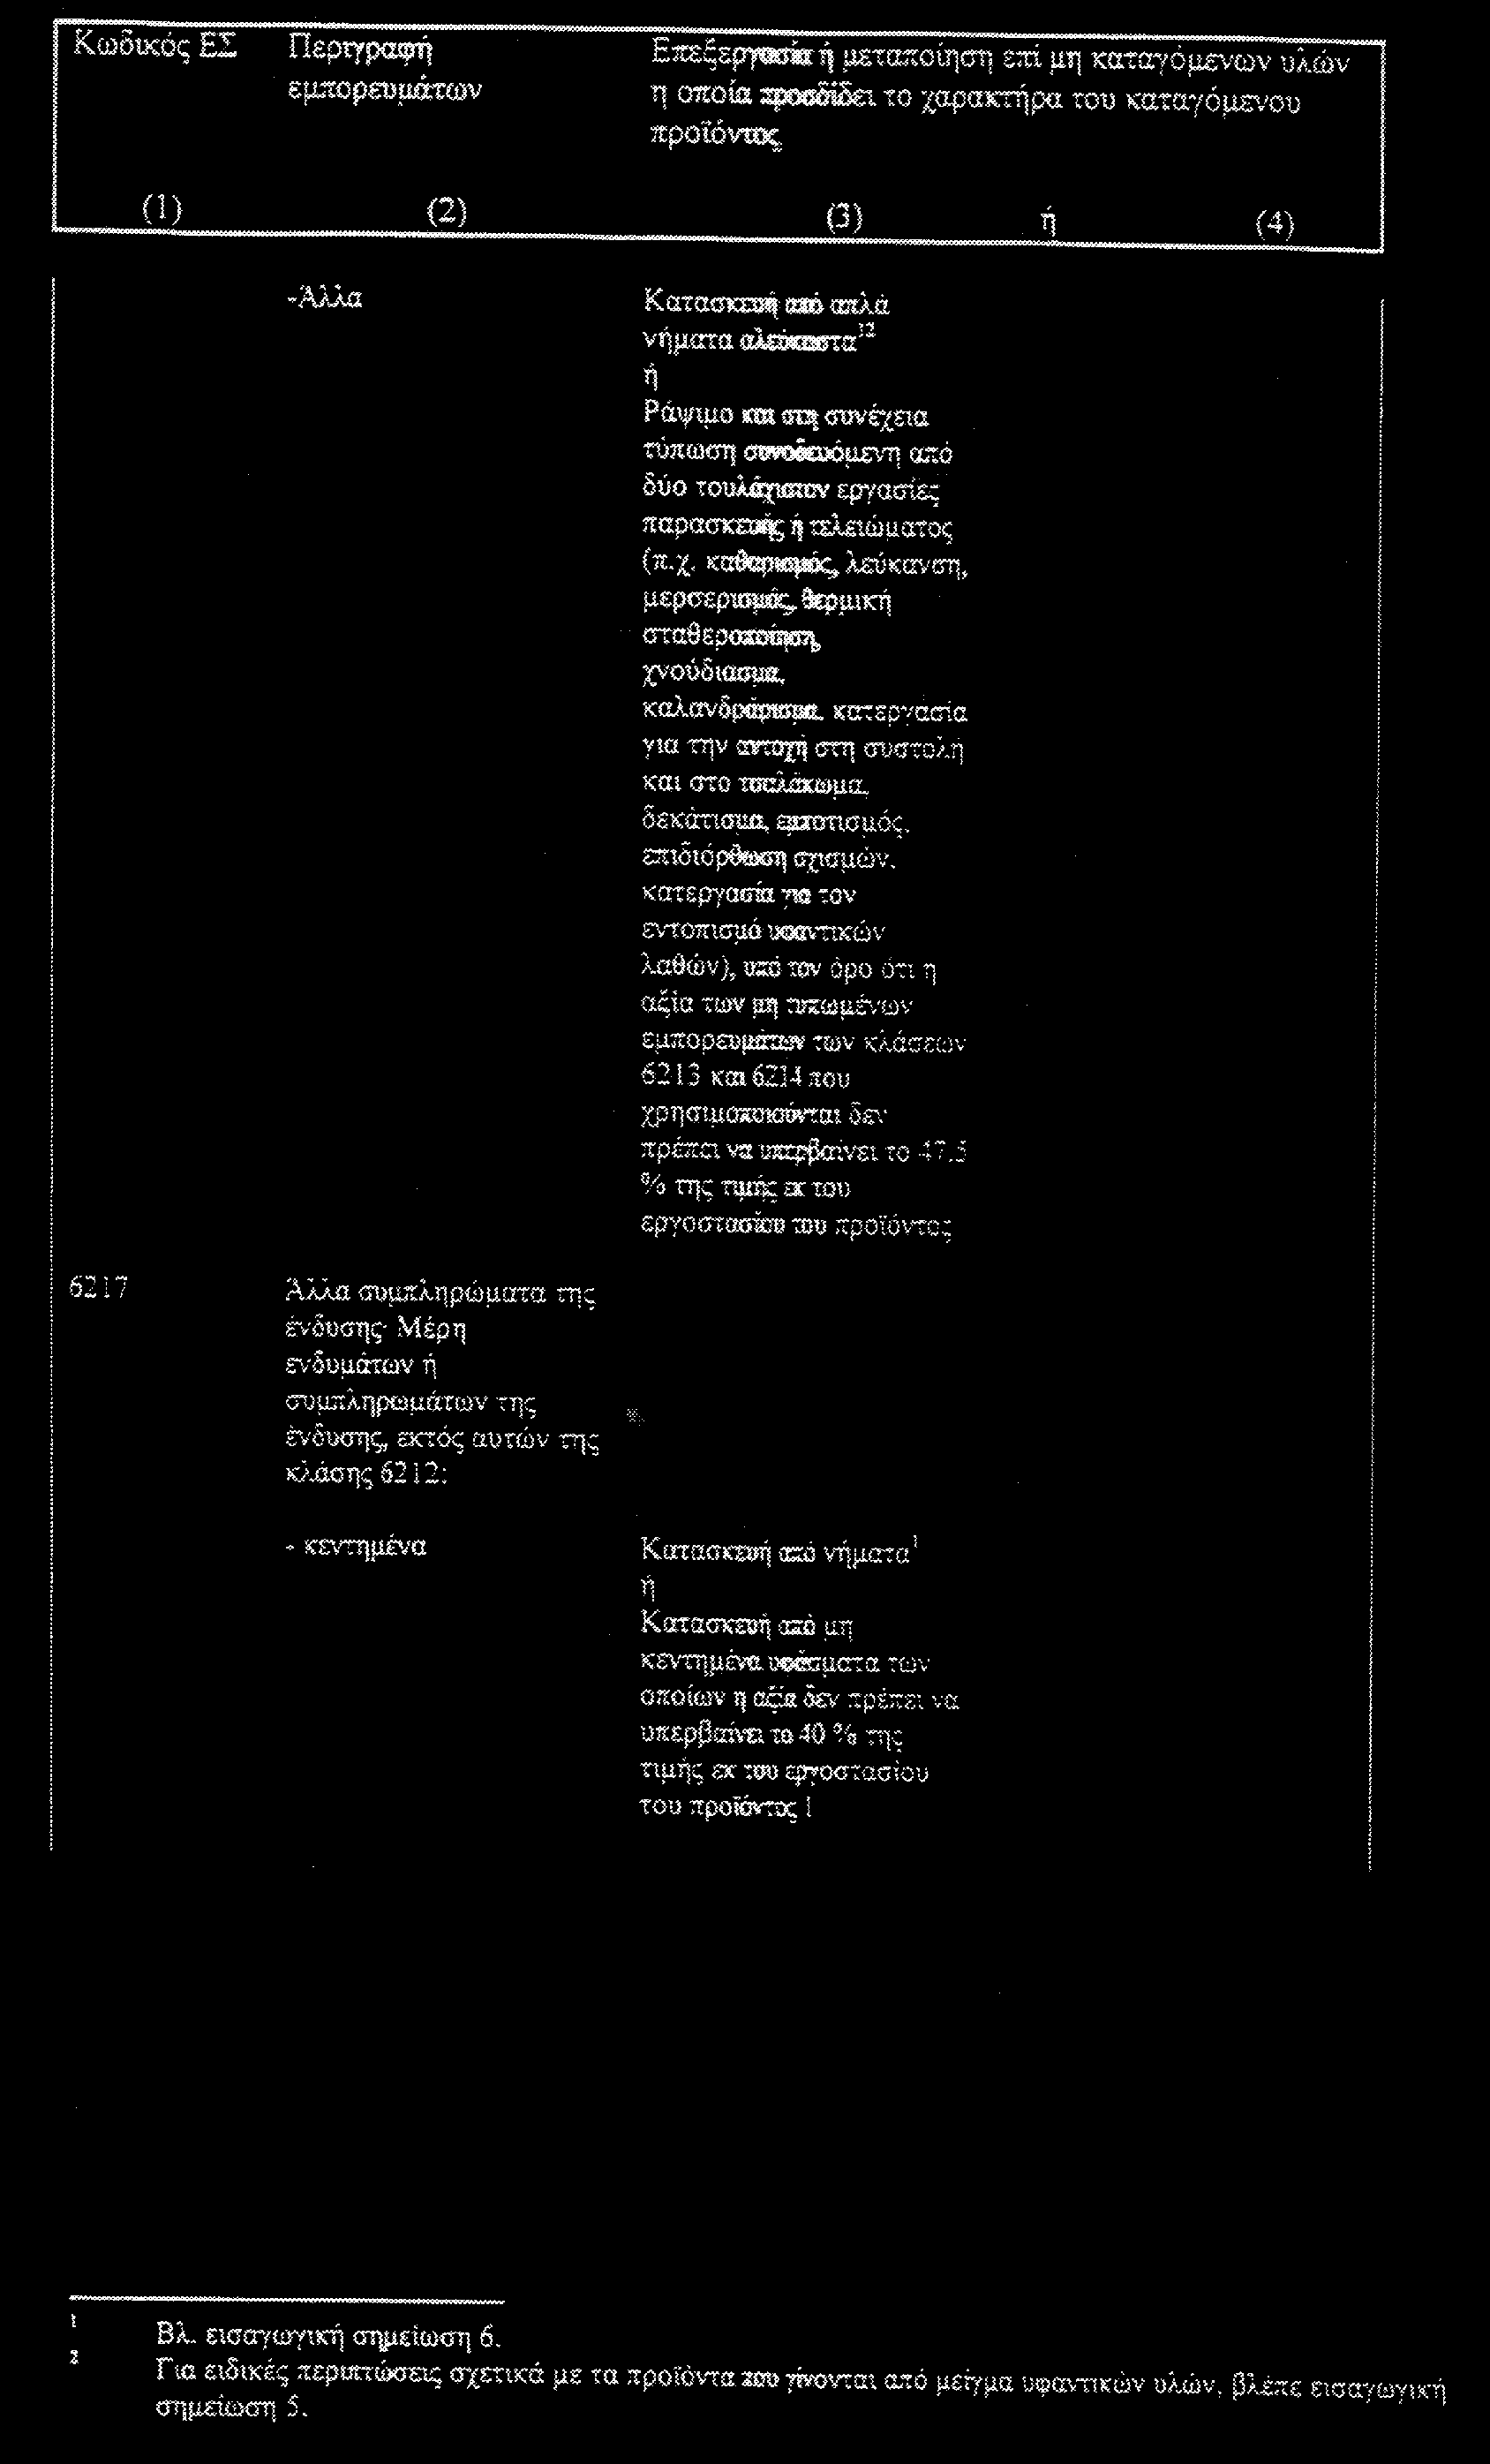 Κωδικός ΕΣ Περιγραφή Επεξεργασία ή μεταποίηση επί μη καταγόμενων υλών
εμπορευμάτων η οποία προσδίδει το χαρακτήρα του καταγόμενου
προϊόντος
(1) (2) (3) ή (4)
-Άλλα Κατασκευή από απλά
νήματα αλεύκαστα¹²
ή
Ράψιμο και στη συνέχεια
τύπωση συνοδευόμενη από
δύο τουλάχιστον εργασίες
παρασκευής ή τελειώματος
(π.χ. καθαρισμός, λεύκανση,
μερσερισμός, θερμική
σταθεροποίηση,
χνούδιασμα,
καλανδράρισμα, κατεργασία
για την αντοχή στη συστολή
και στο τσαλάκωμα,
δεκάτισμα, εμποτισμός,
επιδιόρθωση σχισμών,
κατεργασία για τον
εντοπισμό υφαντικών
λαθών), υπό τον όρο ότι η
αξία των μη τυπωμένων
εμπορευμάτων των κλάσεων
6213 και 6214 που
χρησιμοποιούνται δεν
πρέπει να υπερβαίνει το 47,5
% της τιμής εκ του
εργοστασίου του προϊόντος
6217 Άλλα συμπληρώματα της
ένδυσης· Μέρη
ενδυμάτων ή
συμπληρωμάτων της
ένδυσης, εκτός αυτών της
κλάσης 6212:
- κεντημένα Κατασκευή από νήματα¹
ή
Κατασκευή από μη
κεντημένα υφάσματα των
οποίων η αξία δεν πρέπει να
υπερβαίνει το 40 % της
τιμής εκ του εργοστασίου
του προϊόντος 1
¹ Βλ. εισαγωγική σημείωση 6.
² Για ειδικές περιπτώσεις σχετικά με τα προϊόντα που γίνονται από μείγμα υφαντικών υλών, βλέπε εισαγωγική
σημείωση 5.